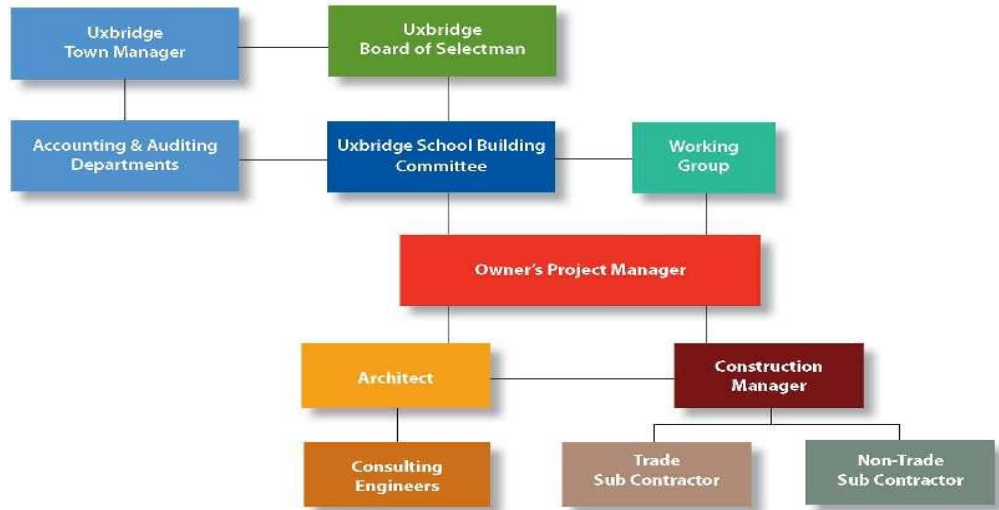 Uxbridge
Town Manager
Uxbridge
Board of Selectman
Accounting & Auditing
Departments
Uxbridge School Building
Committee
Working
Group
Owner's Project Manager
Architect
Construction
Manager
Consulting
Engineers
Trade
Sub Contractor
Non-Trade
Sub Contractor